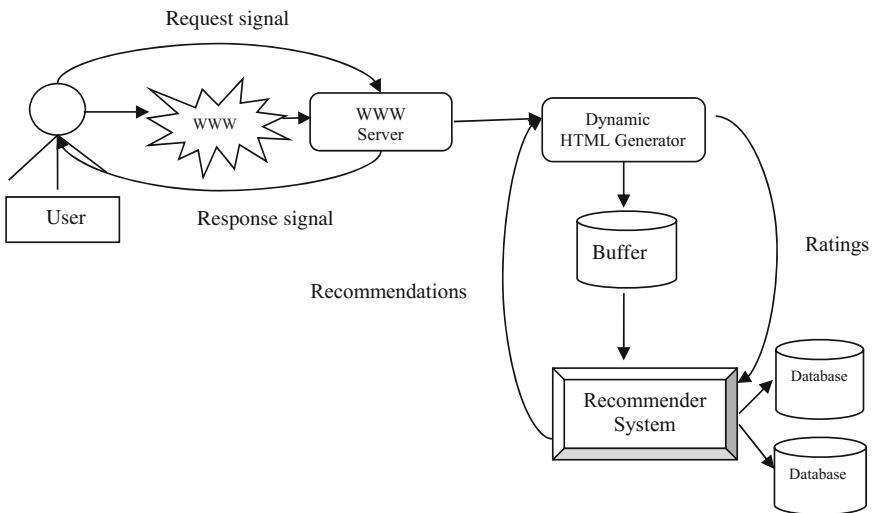 Request signal
WWW
WWW
Server
Dynamic
HTML Generator
User
Response signal
Buffer
Ratings
Recommendations
Database
Recommender
System
Database